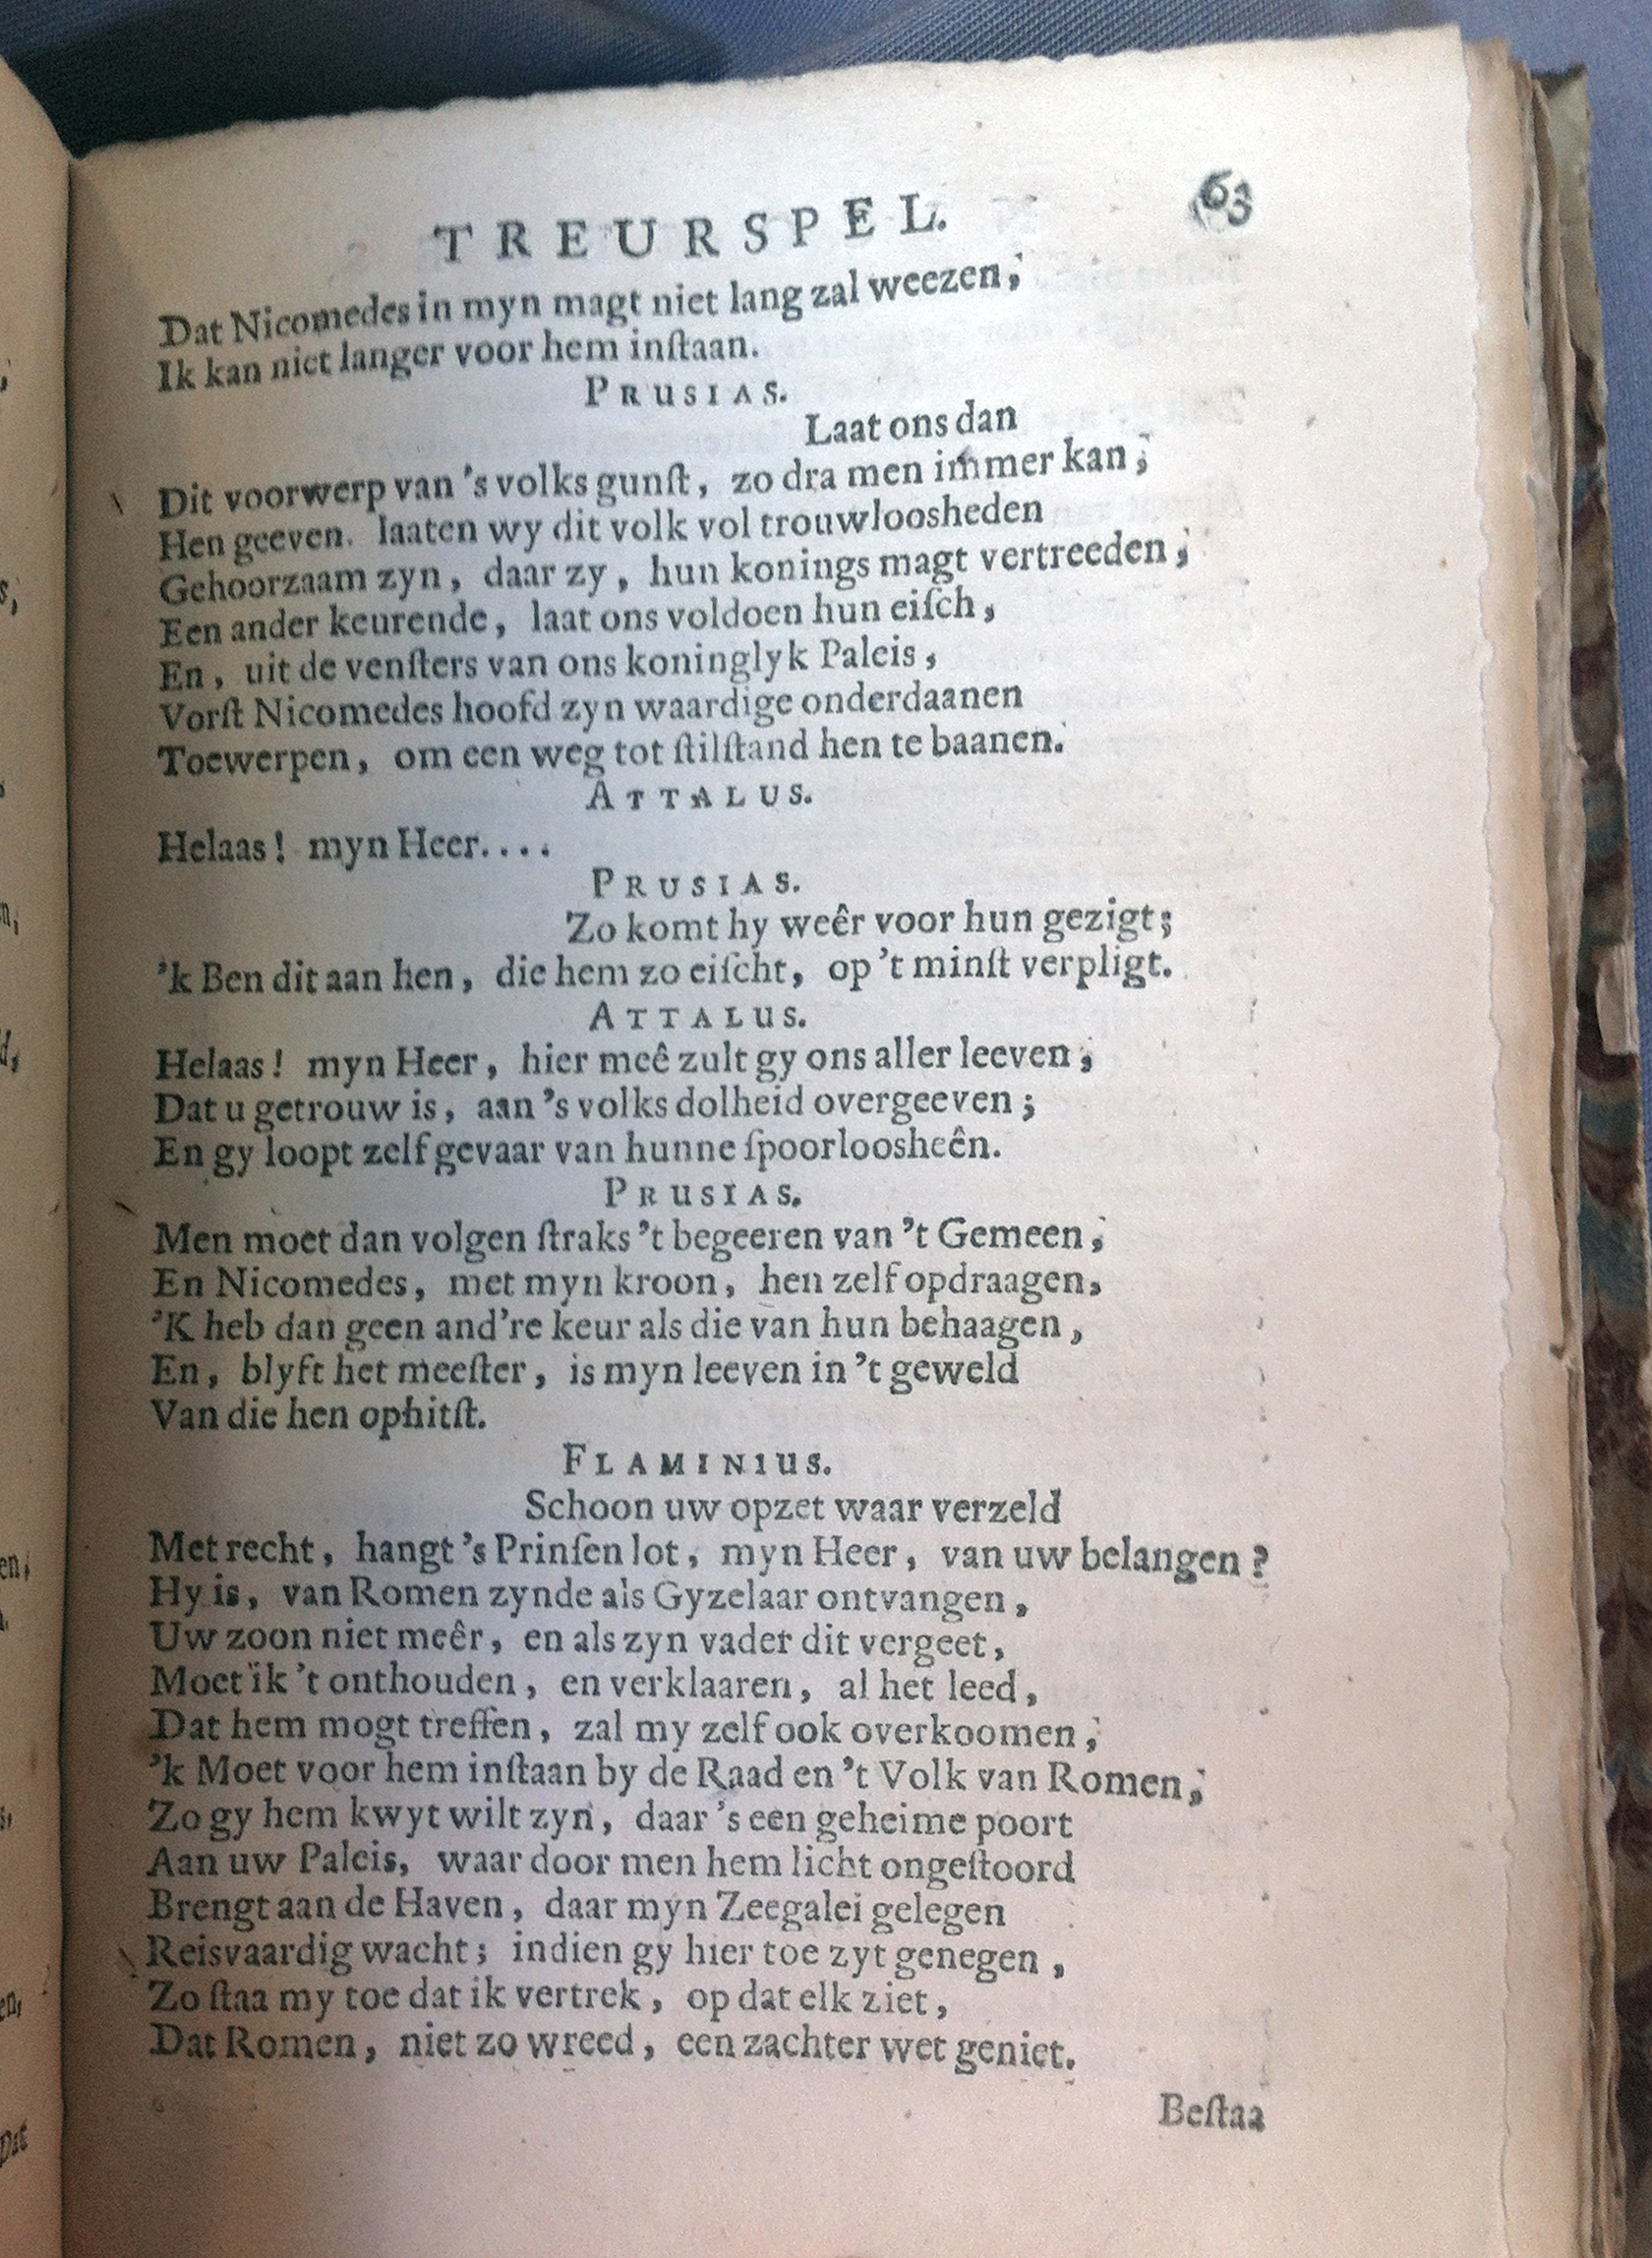 TREURSPEL. 63
Dat Nicomedes in myn magt niet lang zal weezen;
Ik kan niet langer voor hem inſtaan.
PRUSIAS.
Laat ons dan
Dit voorwerp van 's volks gunſt, zo dra men immer kan;
Hen geeven. laaten wy dit volk vol trouwloosheden
Gehoorzaam zyn, daar zy, hun konings magt vertreeden;
Een ander keurende, laat ons voldoen hun eiſch,
En, uit de venſters van ons koninglyk Paleis,
Vorſt Nicomedes hoofd zyn waardige onderdaanen
Toewerpen, om een weg tot ſtilſtand hen te baanen.
ATTALUS.
Helaas! myn Heer....
PRUSIAS.
Zo komt hy weêr voor hun gezigt;
'k Ben dit aan hen, die hem zo eiſcht, op 't minſt verpligt.
ATTALUS.
Helaas! myn Heer, hier meê zult gy ons aller leeven;
Dat u getrouw is, aan 's volks dolheid overgeeven;
En gy loopt zelf gevaar van hunne ſpoorloosheên.
PRUSIAS.
Men moet dan volgen ſtraks 't begeeren van 't Gemeen;
En Nicomedes, met myn kroon, hen zelf opdraagen,
'K heb dan geen and're keur als die van hun behaagen,
En, blyft het meeſter, is myn leeven in 't geweld
Van die hen ophitſt.
FLAMINIUS.
Schoon uw opzet waar verzeld
Met recht, hangt 's Prinſen lot, myn Heer, van uw belangen?
Hy is, van Romen zynde als Gyzelaar ontvangen,
Uw zoon niet meêr, en als zyn vader dit vergeet,
Moet ik 't onthouden, en verklaaren, al het leed,
Dat hem mogt treffen, zal my zelf ook overkoomen;
'k Moet voor hem inſtaan by de Raad en 't Volk van Romen;
Zo gy hem kwyt wilt zyn, daar 's een geheime poort
Aan uw Paleis, waar door men hem licht ongeſtoord
Brengt aan de Haven, daar myn Zeegalei gelegen
Reisvaardig wacht; indien gy hier toe zyt genegen,
Zo ſtaa my toe dat ik vertrek, op dat elk ziet,
Dat Romen, niet zo wreed, een zachter wet geniet.
Beſtaa